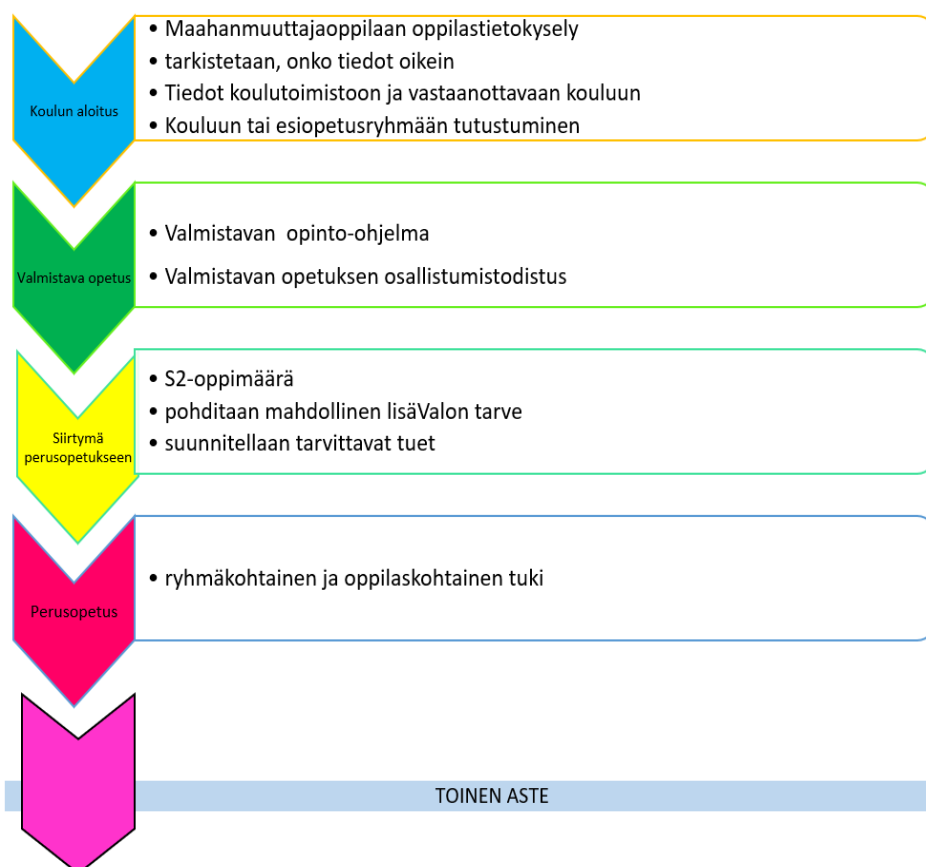 Koulun aloitus
• Maahanmuuttajaoppilaan oppilastietokysely
• tarkistetaan, onko tiedot oikein
• Tiedot koulutoimistoon ja vastaanottavaan kouluun
• Kouluun tai esiopetusryhmään tutustuminen
Valmistava opetus
• Valmistavan opinto-ohjelma
• Valmistavan opetuksen osallistumistodistus
Siirtymä
perusopetukseen
• S2-oppimäärä
• pohditaan mahdollinen lisäValon tarve
• suunnitellaan tarvittavat tuet
Perusopetus
• ryhmäkohtainen ja oppilaskohtainen tuki
TOINEN ASTE